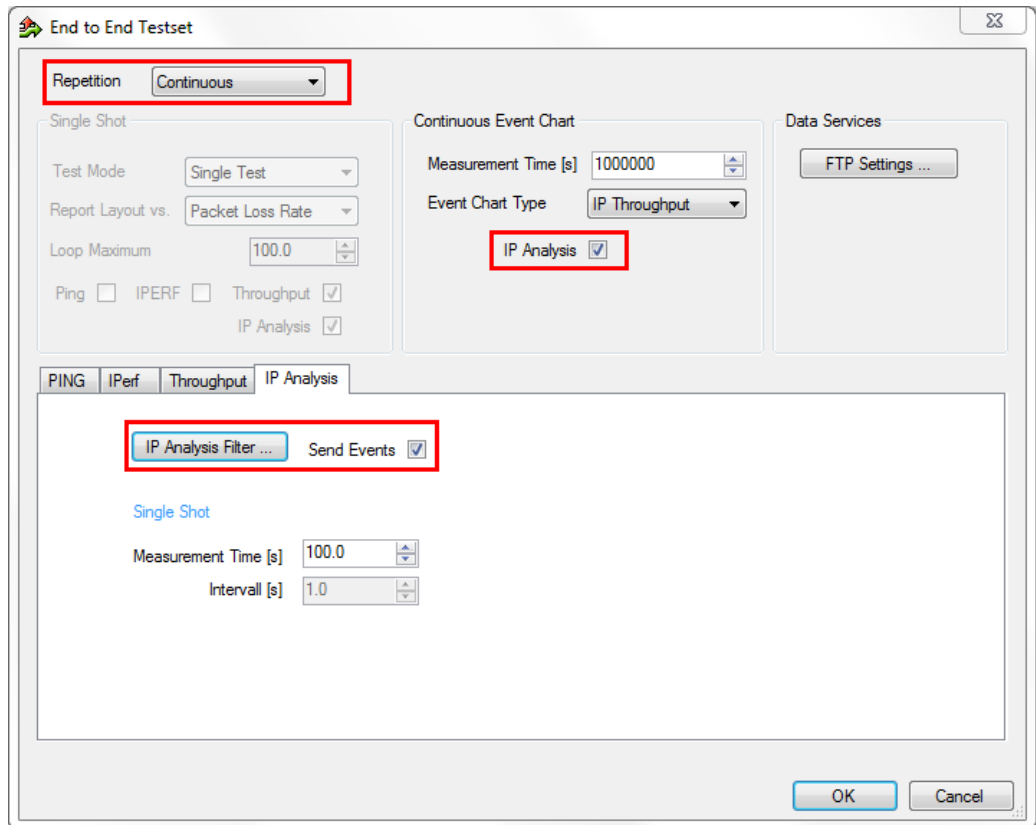 End to End Testset
Repetition Continuous
Single Shot
Test Mode Single Test
Report Layout vs. Packet Loss Rate
Loop Maximum 100.0
Ping IPERF Throughput
IP Analysis
Continuous Event Chart
Measurement Time [s] 1000000
Event Chart Type IP Throughput
IP Analysis
Data Services
FTP Settings ...
PING IPerf Throughput IP Analysis
IP Analysis Filter ... Send Events
Single Shot
Measurement Time [s] 100.0
Intervall [s] 1.0
OK Cancel